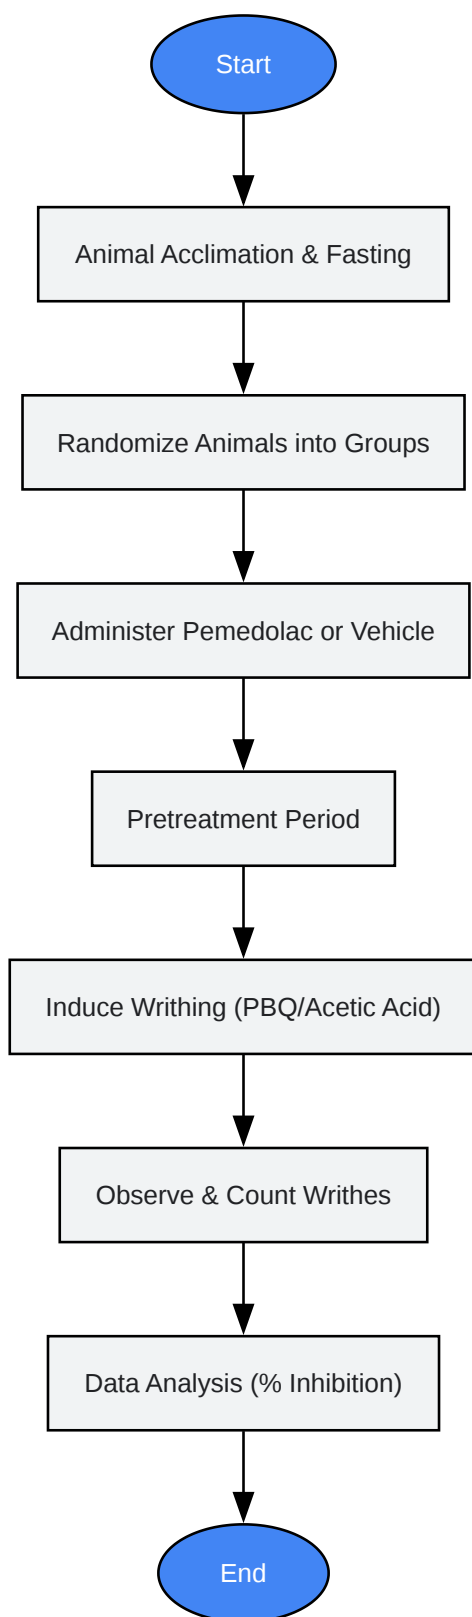 Start
Animal Acclimation & Fasting
Randomize Animals into Groups
Administer Pemedolac or Vehicle
Pretreatment Period
Induce Writhing (PBQ/Acetic Acid)
Observe & Count Writhes
Data Analysis (% Inhibition)
End